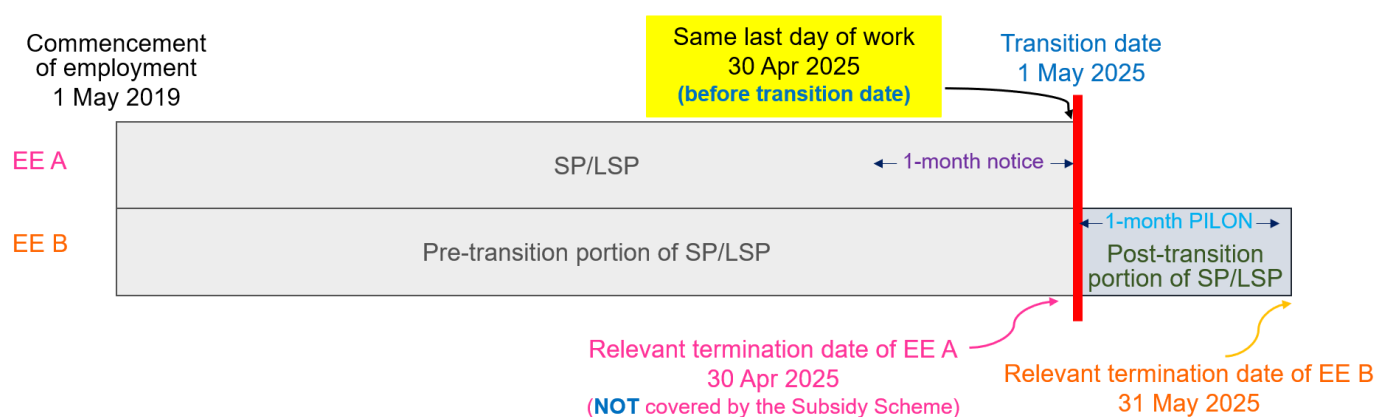 Commencement
of employment
1 May 2019
Same last day of work
30 Apr 2025
(before transition date)
Transition date
1 May 2025
EE A
SP/LSP
1-month notice
EE B
Pre-transition portion of SP/LSP
1-month PILON
Post-transition
portion of SP/LSP
Relevant termination date of EE A
30 Apr 2025
(NOT covered by the Subsidy Scheme)
Relevant termination date of EE B
31 May 2025